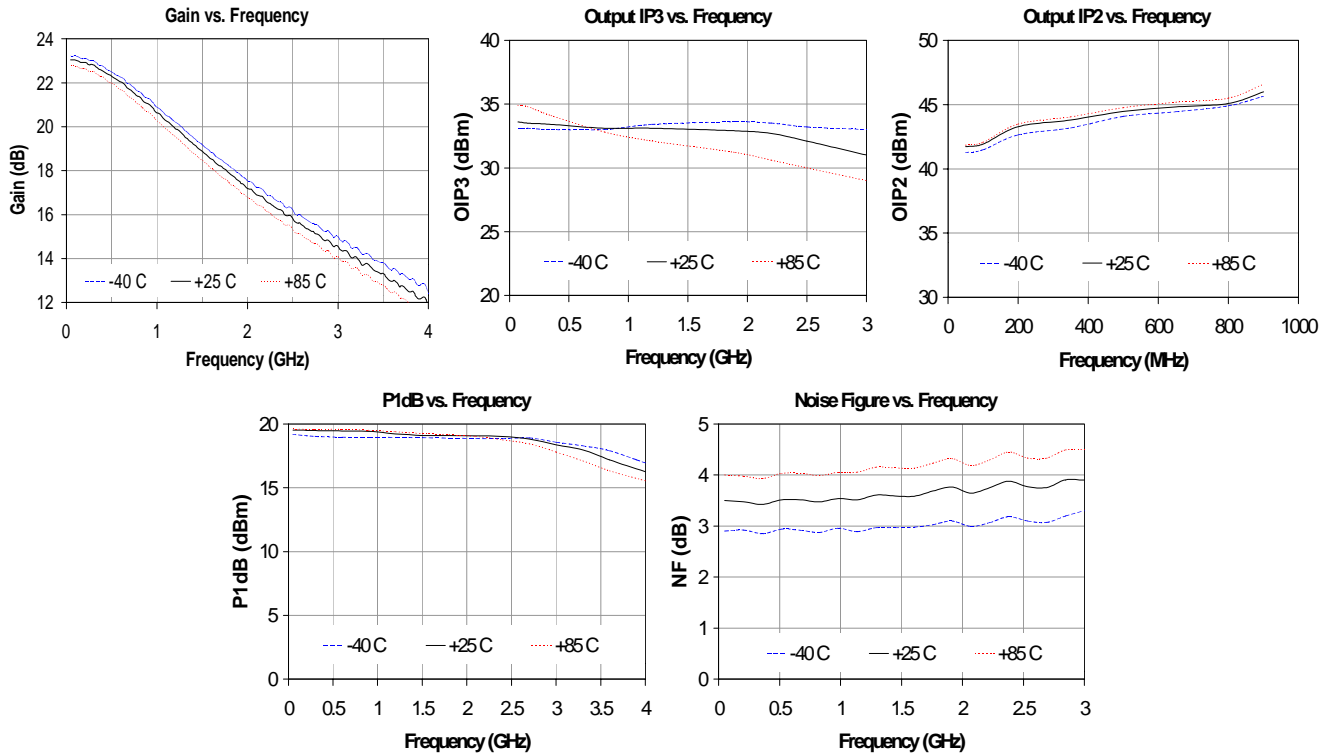 Gain vs. Frequency
24
22
20
18
16
14
12
Gain (dB)
-40 C
+25 C
+85 C
0
1
2
3
4
Frequency (GHz)
Output IP3 vs. Frequency
40
35
30
25
20
OIP3 (dBm)
-40 C
+25 C
+85 C
0
0.5
1
1.5
2
2.5
3
Frequency (GHz)
Output IP2 vs. Frequency
50
45
40
35
30
OIP2 (dBm)
-40 C
+25 C
+85 C
0
200
400
600
800
1000
Frequency (MHz)
P1dB vs. Frequency
20
15
10
5
0
P1dB (dBm)
-40 C
+25 C
+85 C
0
0.5
1
1.5
2
2.5
3
3.5
4
Frequency (GHz)
Noise Figure vs. Frequency
5
4
3
2
1
0
NF (dB)
-40 C
+25 C
+85 C
0
0.5
1
1.5
2
2.5
3
Frequency (GHz)